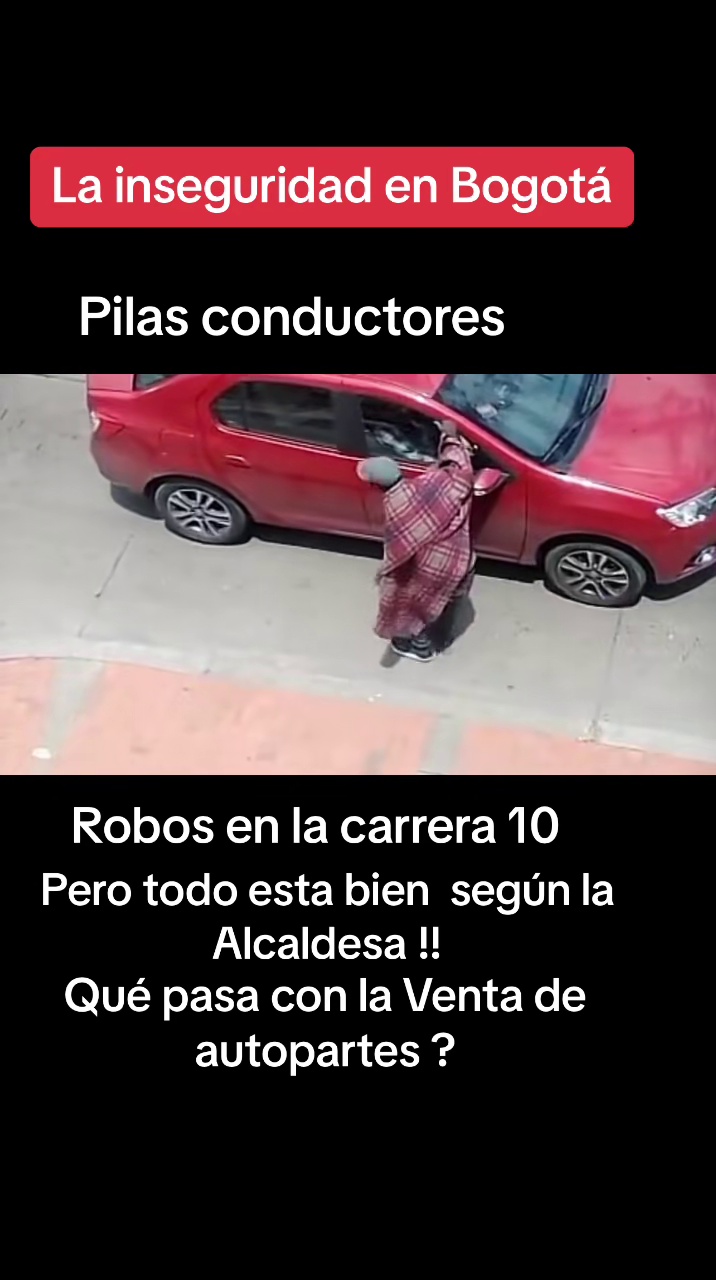 La inseguridad en Bogotá
Pilas conductores
Robos en la carrera 10
Pero todo esta bien  según la
Alcaldesa !!
Qué pasa con la Venta de
autopartes ?